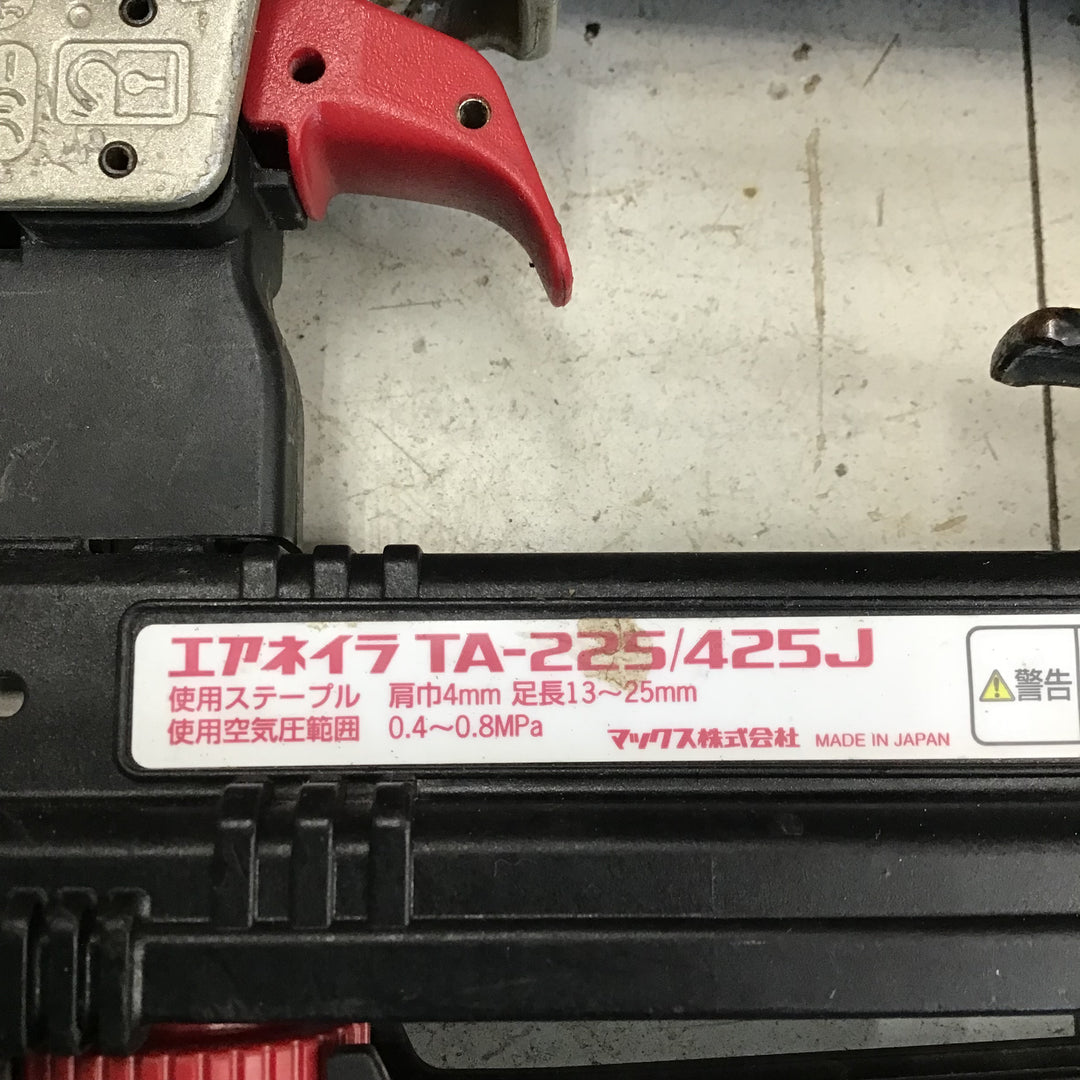 エアネイラ TA-225/425J
使用ステープル 肩巾4mm 足長13～25mm
使用空気圧範囲 0.4～0.8MPa
マックス株式会社 MADE IN JAPAN
警告